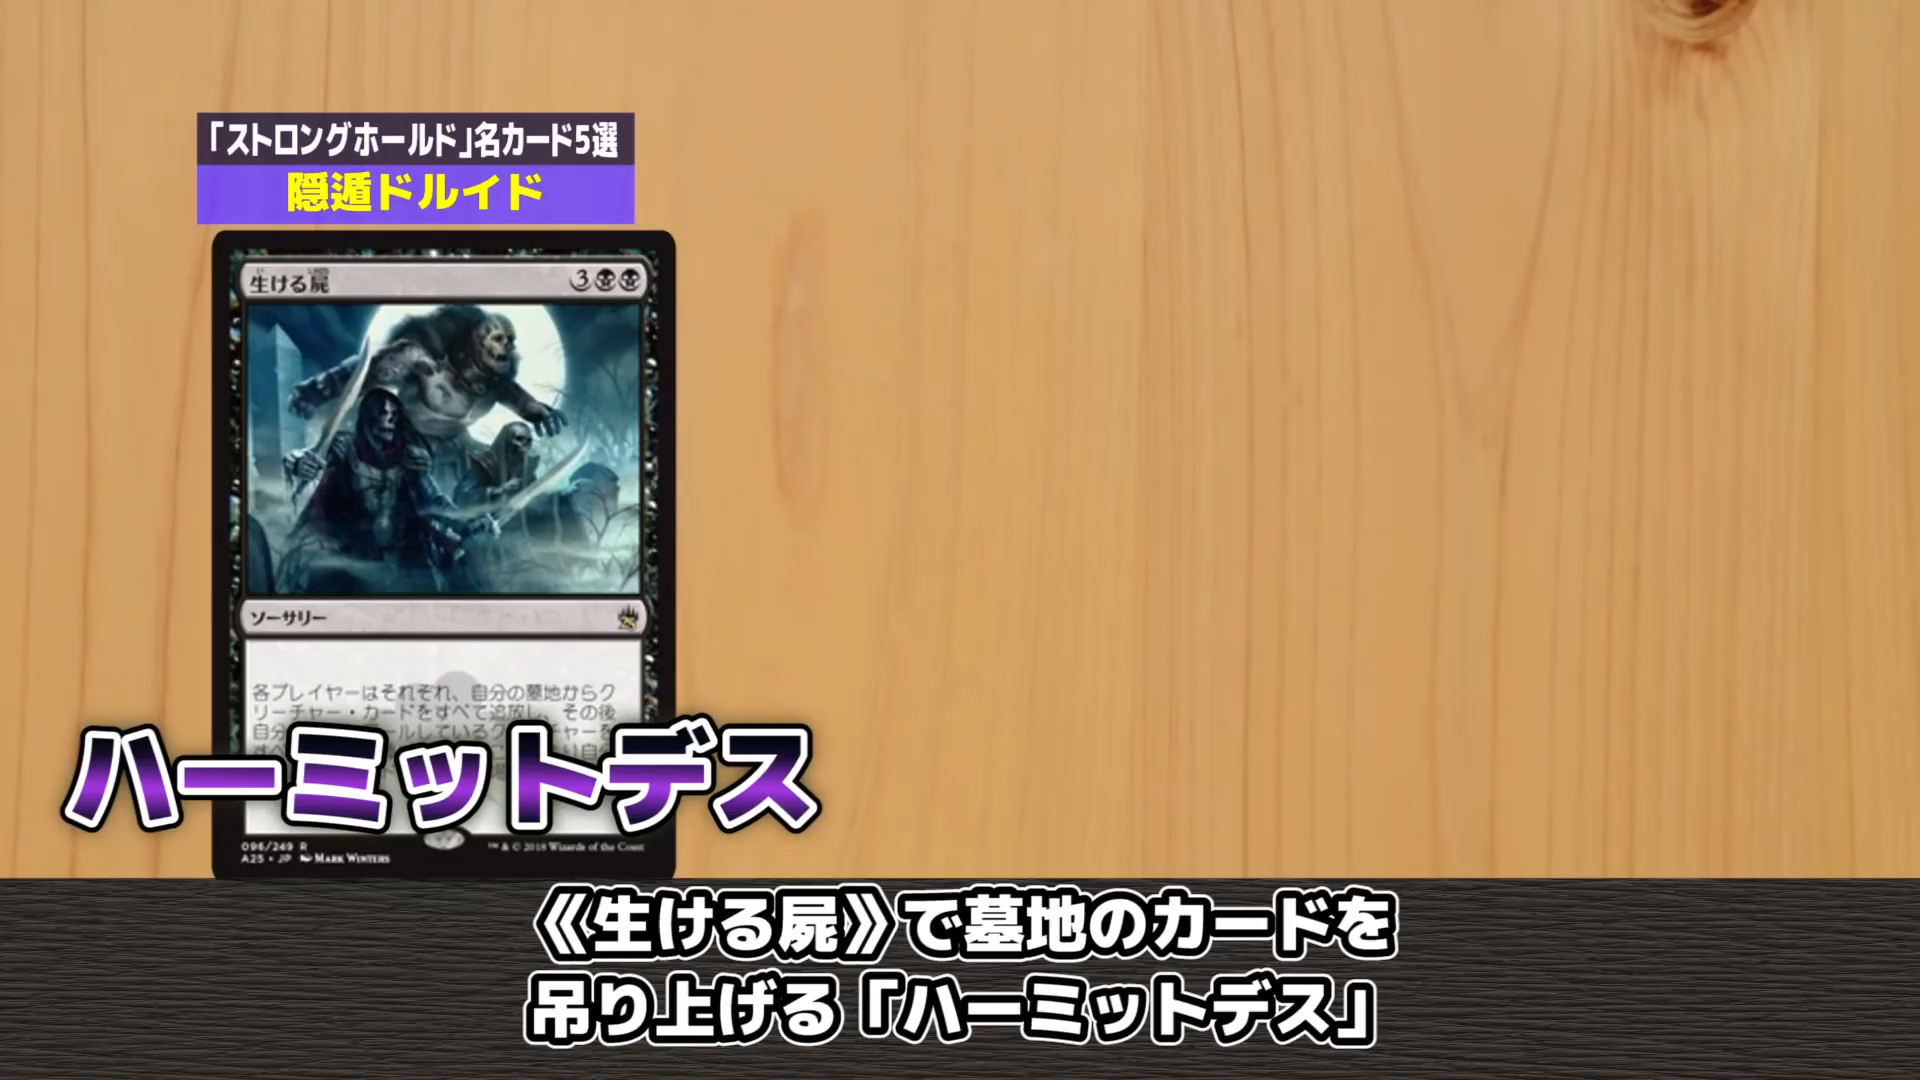 「ストロングホールド」名カード5選
隠遁ドルイド
生ける屍 3
ソーサリー
各プレイヤーはそれぞれ、自分の墓地からク
リーチャー・カードをすべて追放し、その後
ハーミットデス
096/249 R
A25 • JP MARK WINTERS
™ & © 2018 Wizards of the Coast
《生ける屍》で墓地のカードを
吊り上げる「ハーミットデス」